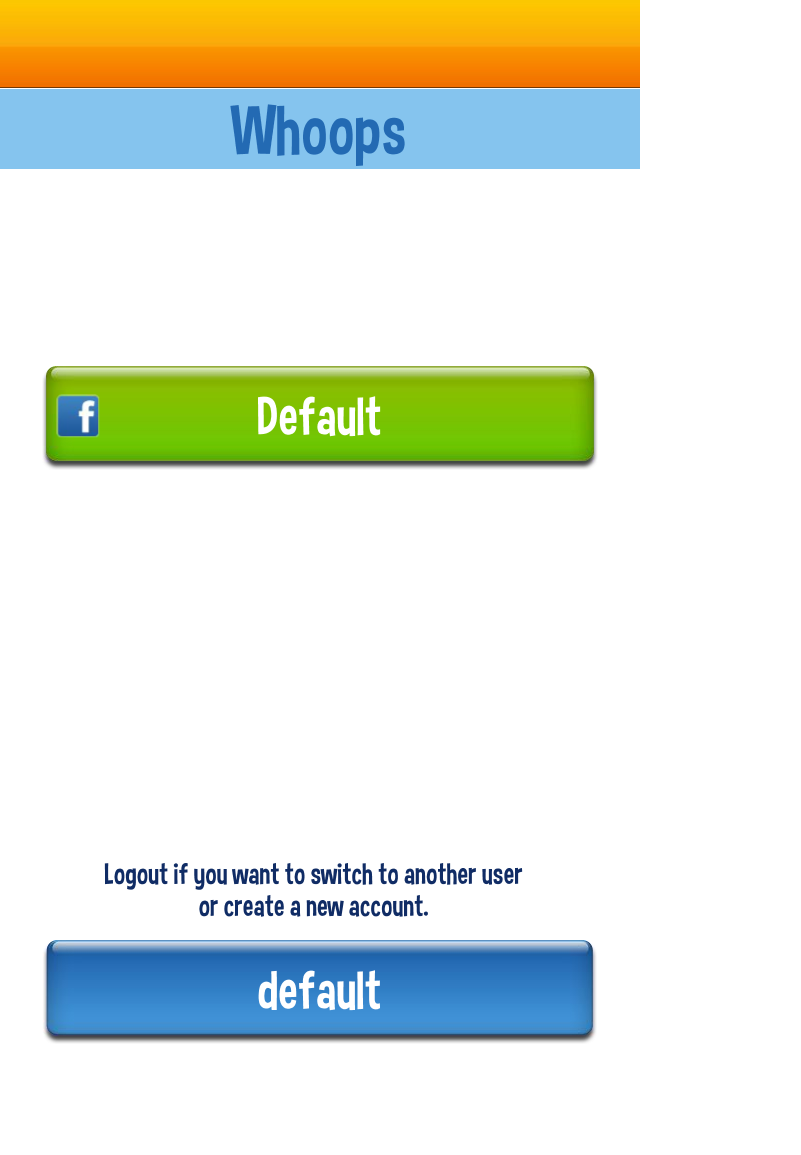 Whoops
f Default
Logout if you want to switch to another user
or create a new account.
default